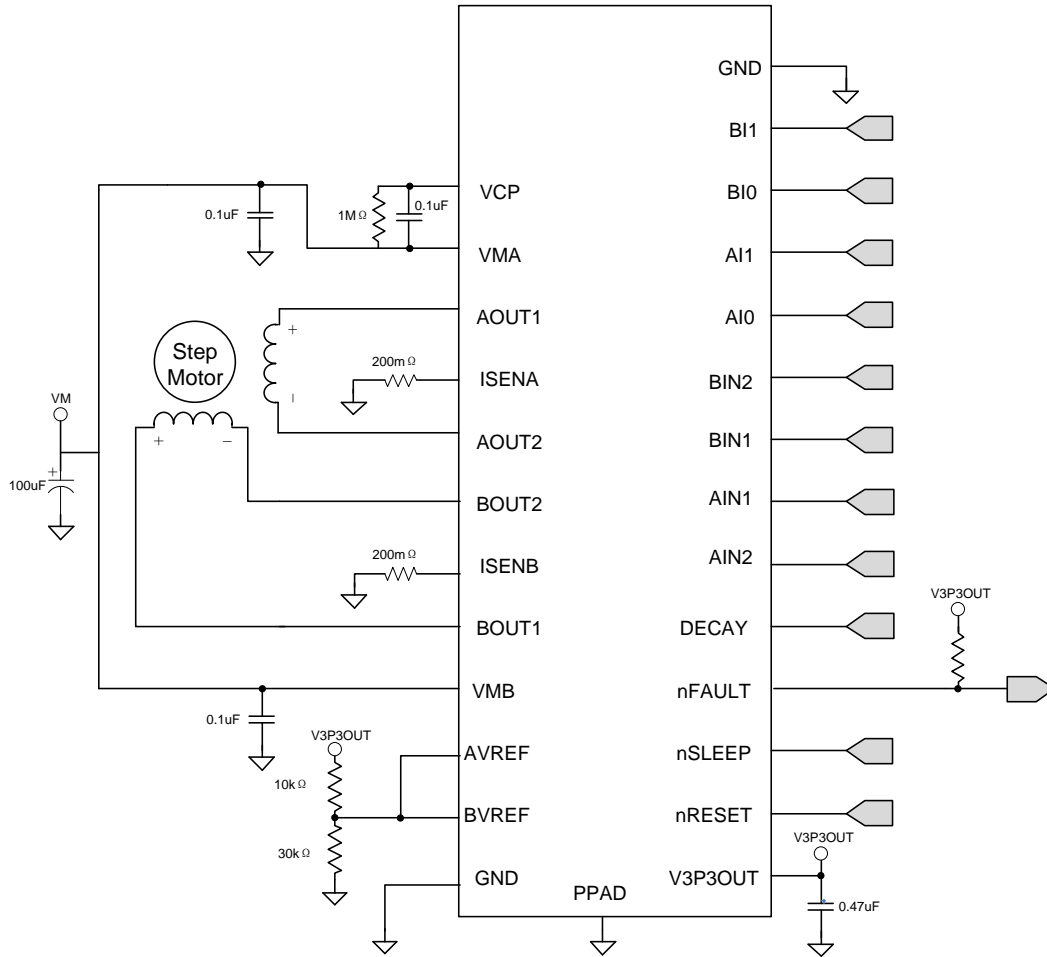 GND
BI1
VCP
0.1uF
1MΩ
0.1uF
BI0
VMA
AI1
AOUT1
AI0
+
Step
Motor
200mΩ
ISENA
BIN2
−
VM
AOUT2
BIN1
+
−
+
100uF
BOUT2
AIN1
200mΩ
ISENB
AIN2
V3P3OUT
BOUT1
DECAY
VMB
nFAULT
0.1uF
V3P3OUT
AVREF
nSLEEP
10kΩ
BVREF
nRESET
V3P3OUT
30kΩ
GND
V3P3OUT
PPAD
0.47uF